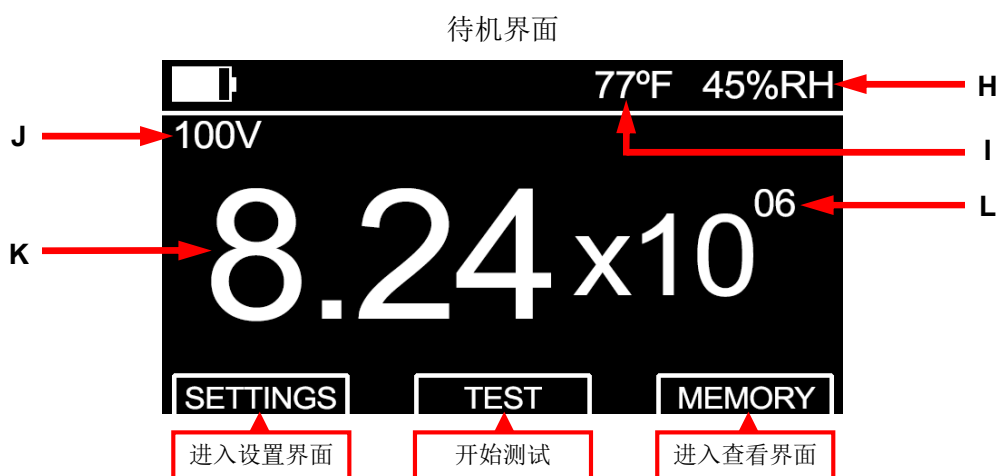 待机界面
77ºF 45%RH
H
J
100V
I
06
L
K
8.24 x10
SETTINGS TEST MEMORY
进入设置界面 开始测试 进入查看界面